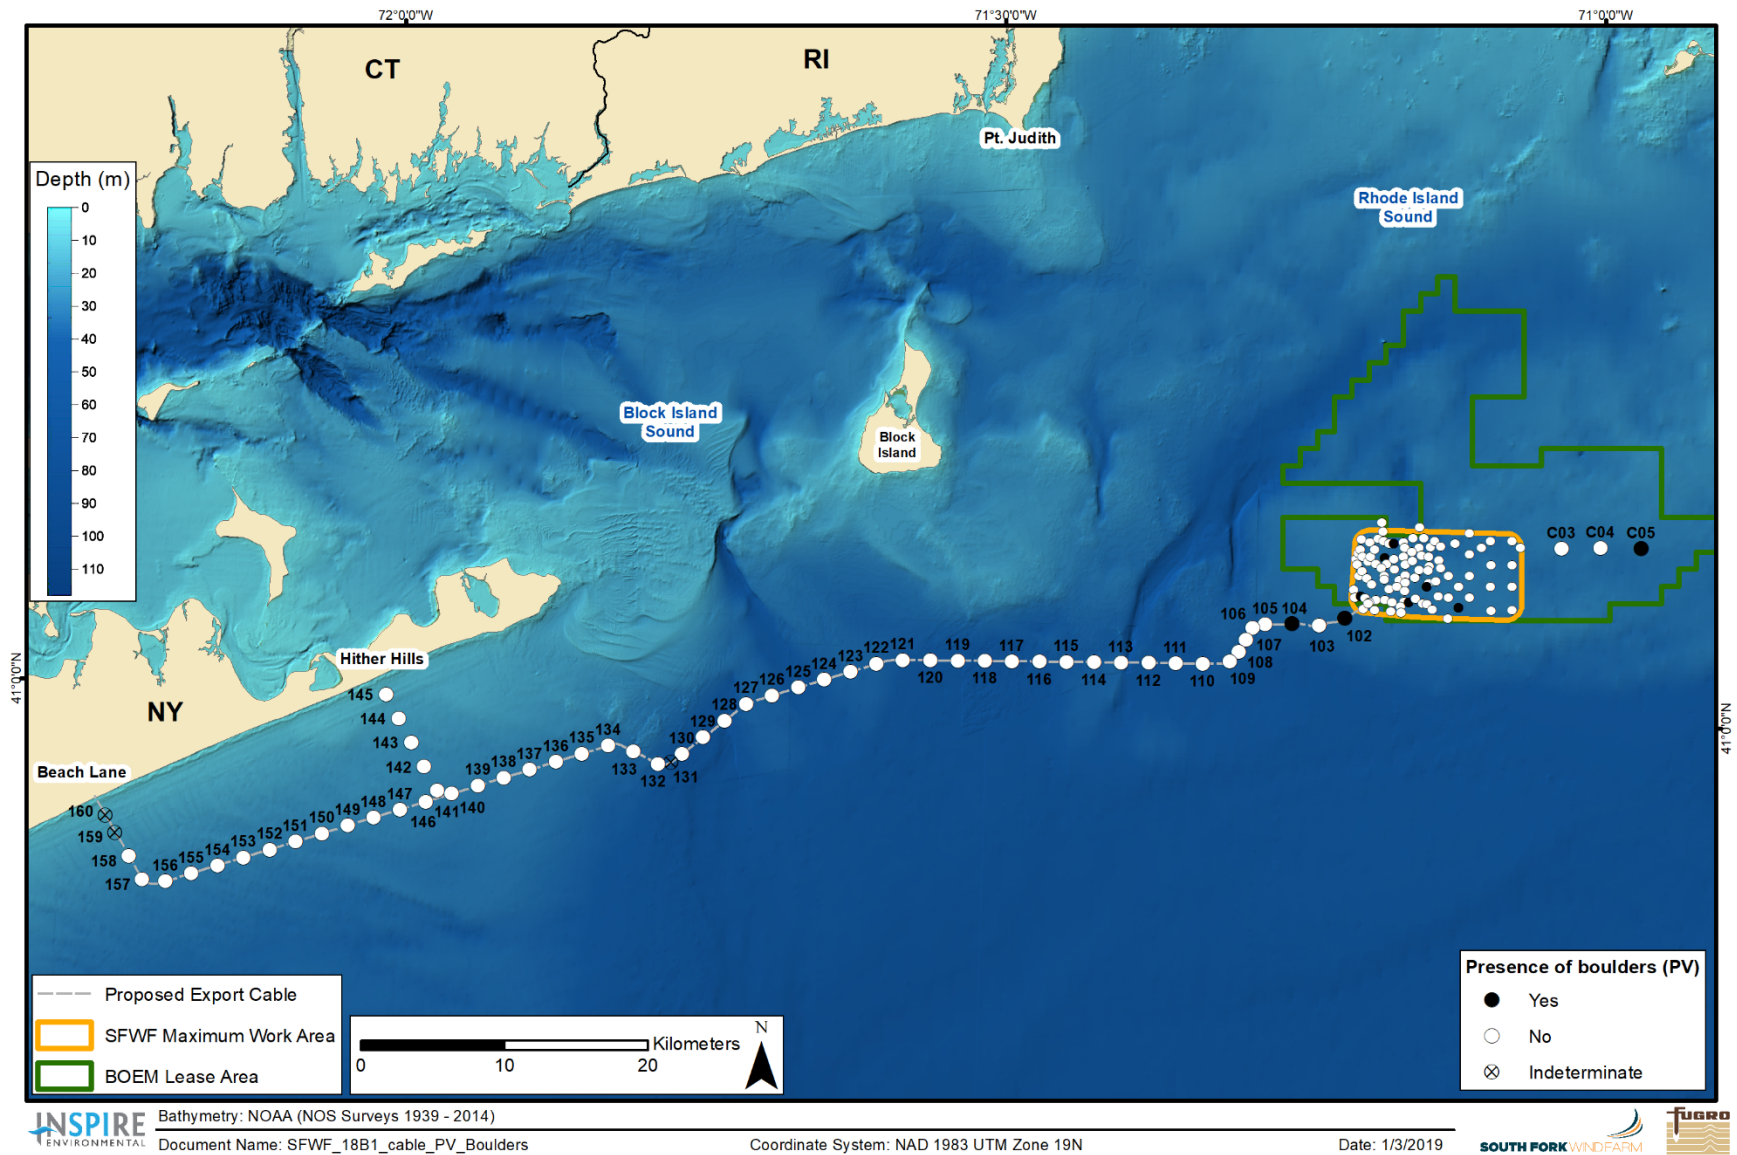 72°0'0"W
71°30'0"W
71°0'0"W
CT
RI
Pt. Judith
Depth (m)
0
10
20
30
40
50
60
70
80
90
100
110
Rhode Island
Sound
Block Island
Sound
Block
Island
C03 C04 C05
106 105 104
102
103
107
108
109
122 121 119 117 115 113 111
120 118 116 114 112 110
127 126 125 124 123
128
129
130
131
132
133
134
135
136
137
138
139
140
141
146
147
148
149
150
151
152
153
154
155
156
157
158
159
160
Hither Hills
145
144
143
142
NY
Beach Lane
41°0'0"N
41°0'0"N
Proposed Export Cable
SFWF Maximum Work Area
BOEM Lease Area
Kilometers
0 10 20
N
Presence of boulders (PV)
Yes
No
Indeterminate
INSPIRE
ENVIRONMENTAL
Bathymetry: NOAA (NOS Surveys 1939 - 2014)
Document Name: SFWF_18B1_cable_PV_Boulders
Coordinate System: NAD 1983 UTM Zone 19N
Date: 1/3/2019
SOUTH FORK WINDFARM
FUGRO